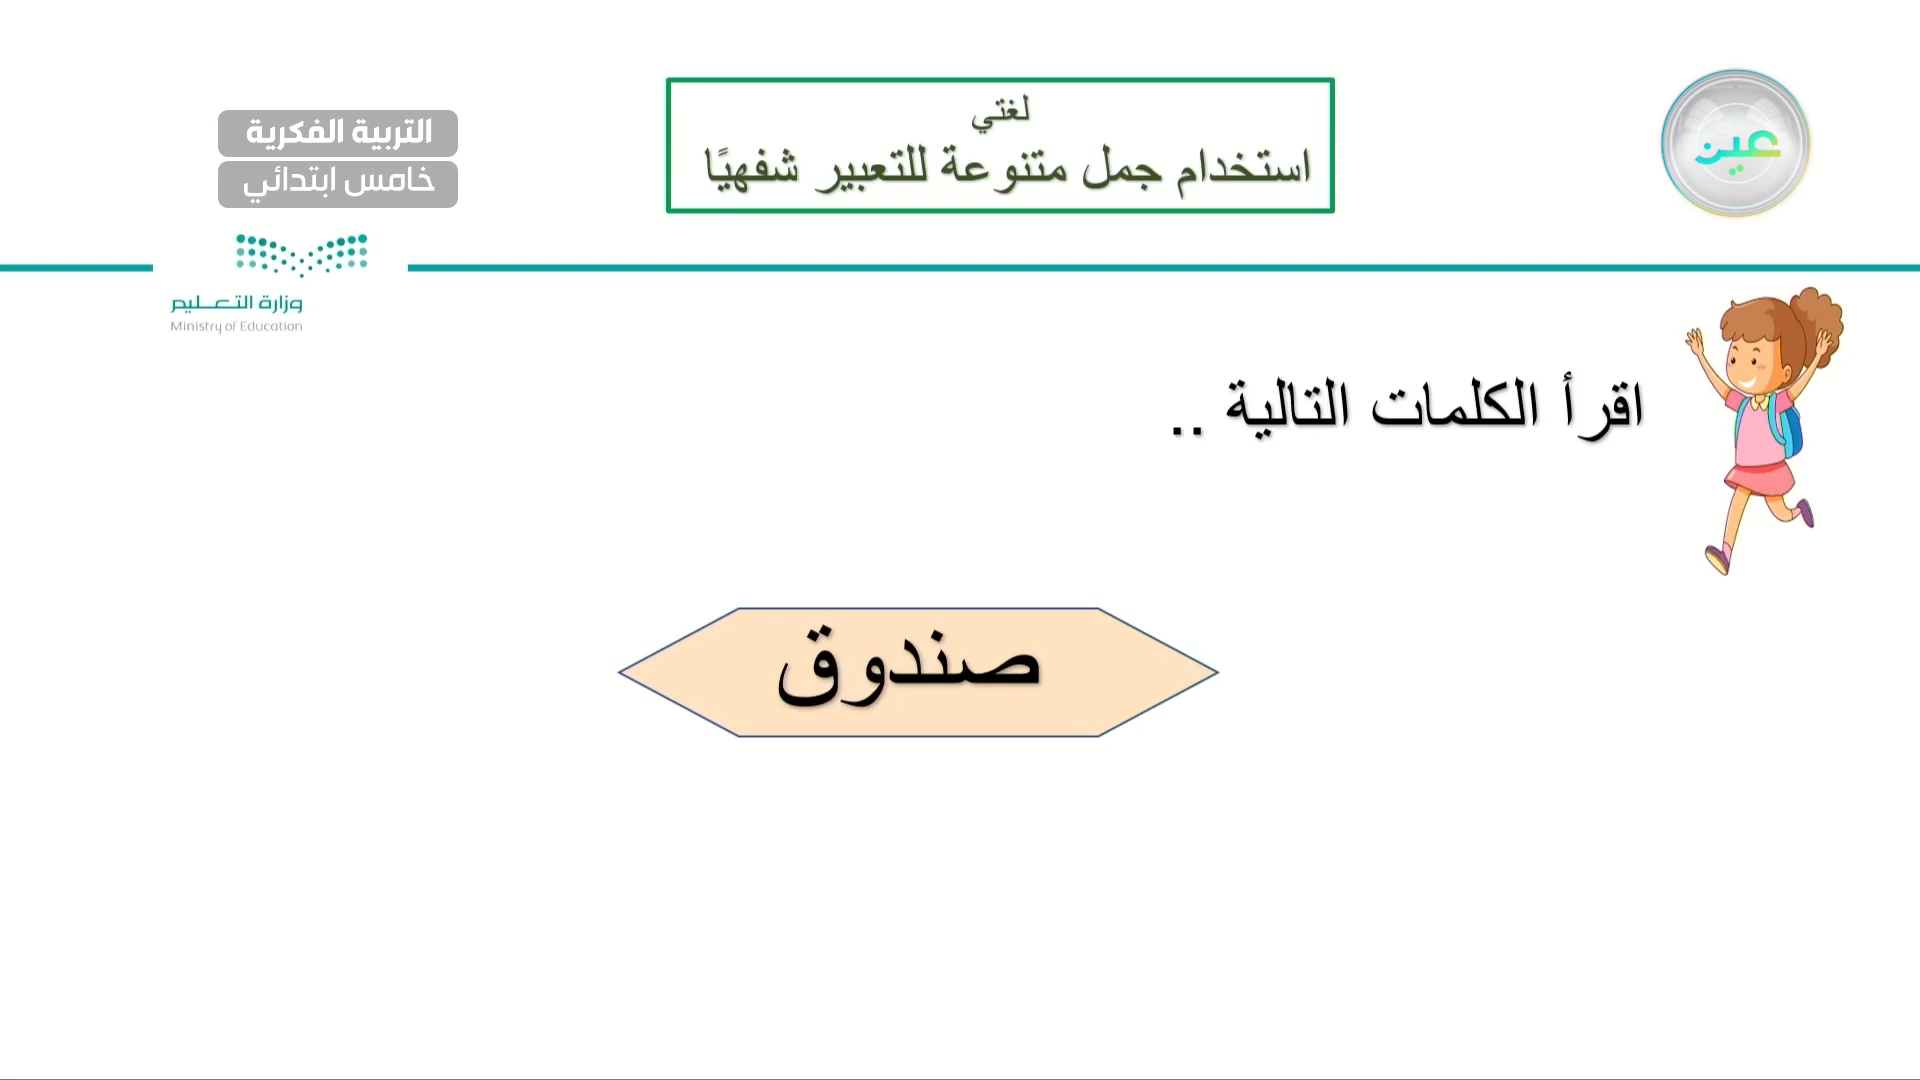 لغتي
استخدام جمل متنوعة للتعبير شفهيًا
عين
التربية الفكرية
خامس ابتدائي
وزارة التعليم
Ministry of Education
اقرأ الكلمات التالية ..
صندوق